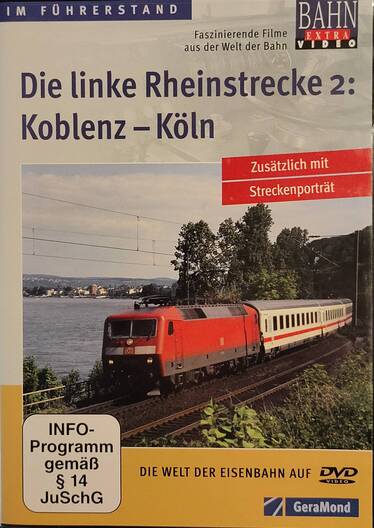 IM FÜHRERSTAND
BAHN
EXTRA
VIDEO
Faszinierende Filme
aus der Welt der Bahn
Die linke Rheinstrecke 2:
Koblenz – Köln
Zusätzlich mit
Streckenporträt
INFO-
Programm
gemäß
§ 14
JuSchG
DIE WELT DER EISENBAHN AUF DVD
VIDEO
GeraMond